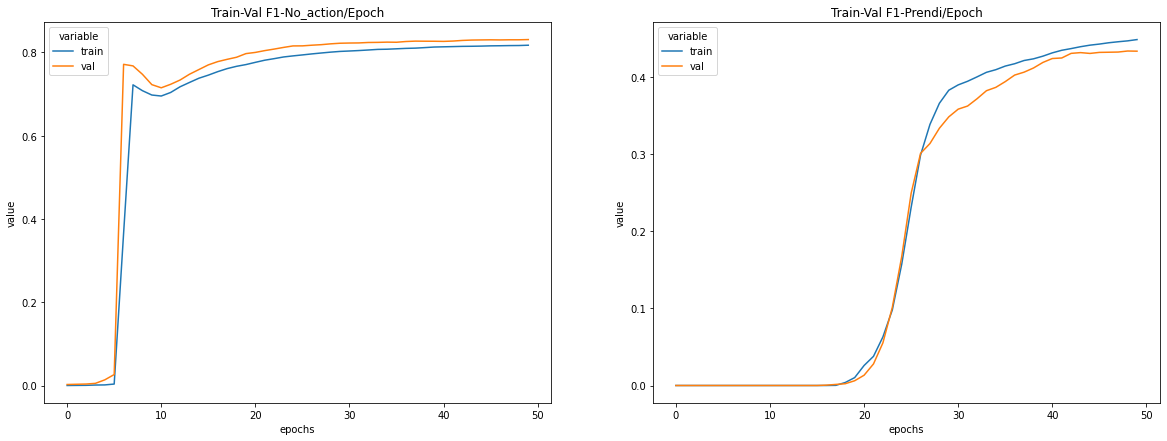 Train-Val F1-No_action/Epoch
variable
train
val
value
0.8
0.6
0.4
0.2
0.0
0 10 20 30 40 50
epochs
Train-Val F1-Prendi/Epoch
variable
train
val
value
0.4
0.3
0.2
0.1
0.0
0 10 20 30 40 50
epochs